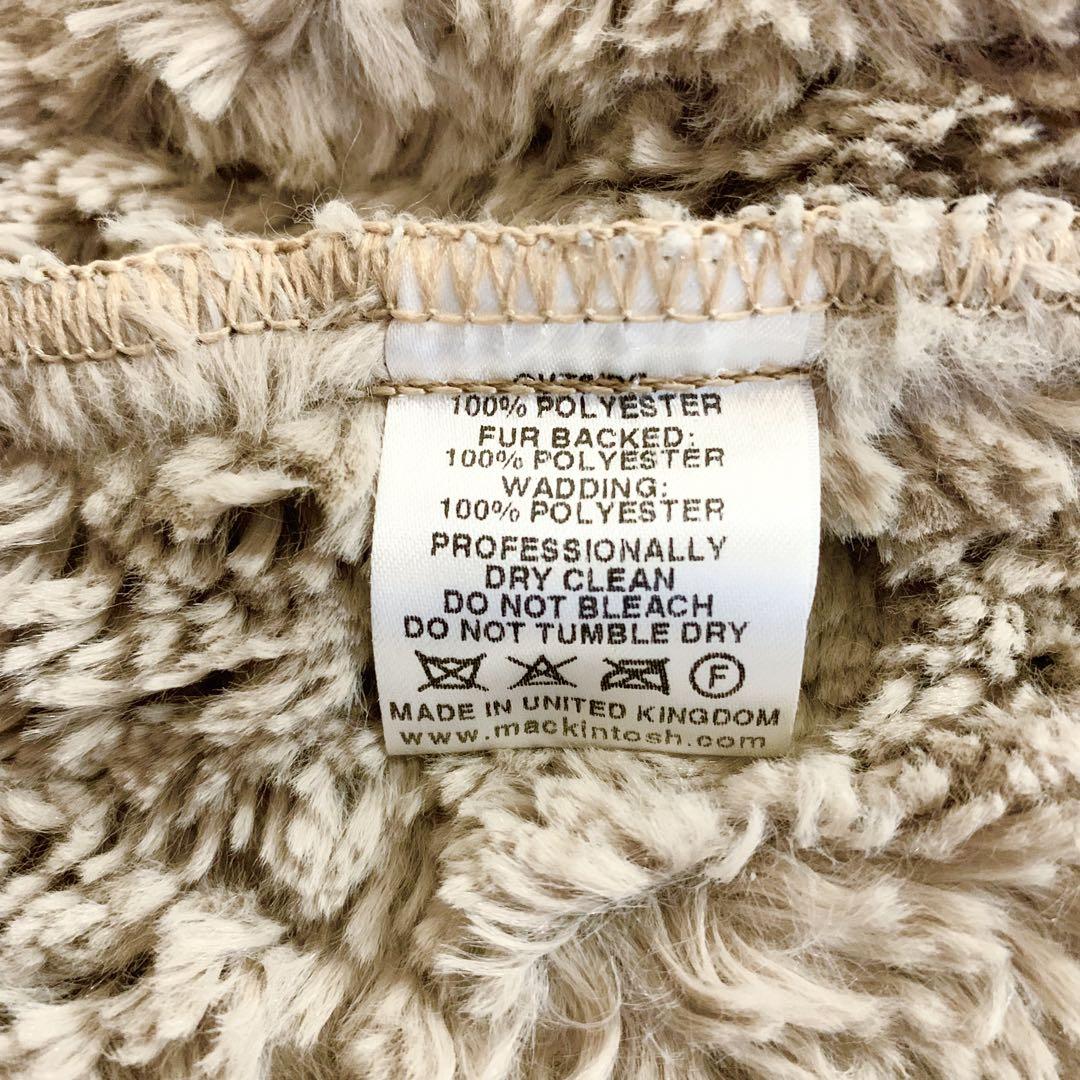 100% POLYESTER
FUR BACKED:
100% POLYESTER
WADDING:
100% POLYESTER
PROFESSIONALLY
DRY CLEAN
DO NOT BLEACH
DO NOT TUMBLE DRY
F
MADE IN UNITED KINGDOM
www.mackintosh.com